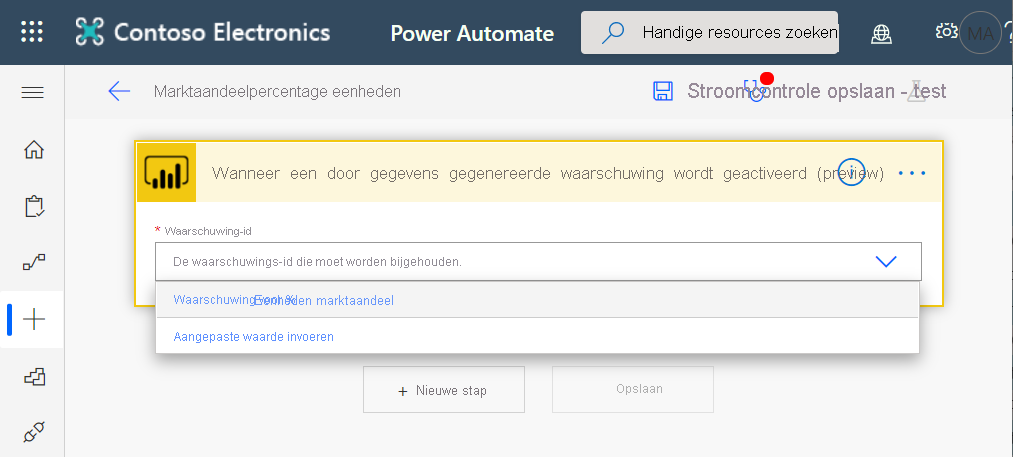 Contoso Electronics Power Automate Handige resources zoeken MA ?
Marktaandeelpercentage eenheden Stroomcontrole opslaan - test
Wanneer een door gegevens gegenereerde waarschuwing wordt geactiveerd (preview) ...
* Waarschuwing-id
De waarschuwings-id die moet worden bijgehouden.
Waarschuwing voor % Eenheden marktaandeel
Aangepaste waarde invoeren
+ Nieuwe stap Opslaan